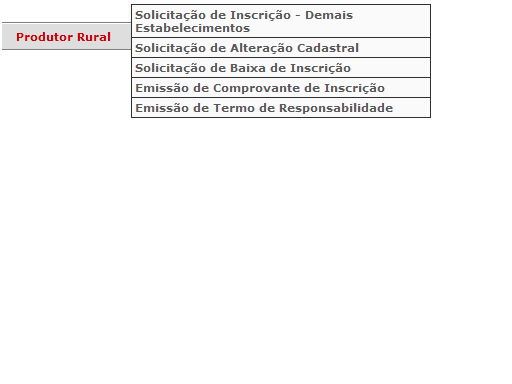 Produtor Rural
Solicitação de Inscrição - Demais
Estabelecimentos
Solicitação de Alteração Cadastral
Solicitação de Baixa de Inscrição
Emissão de Comprovante de Inscrição
Emissão de Termo de Responsabilidade